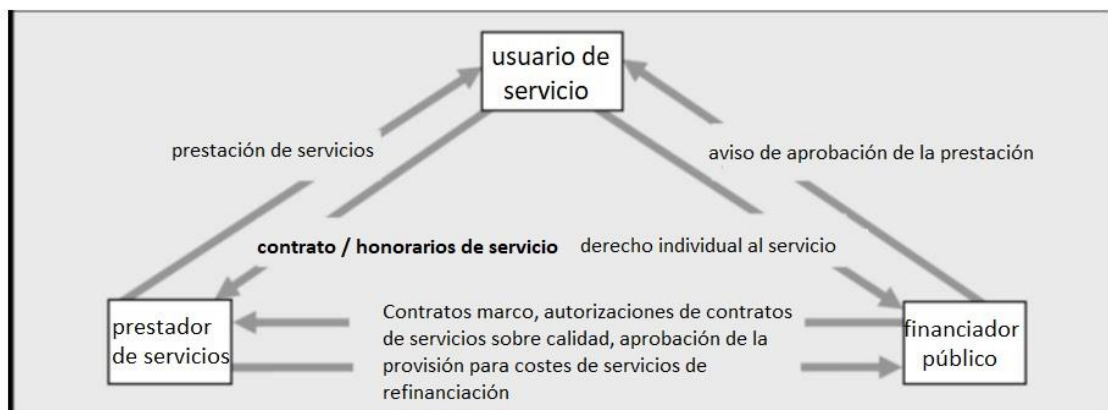 usuario de
servicio
prestación de servicios
aviso de aprobación de la prestación
contrato / honorarios de servicio
derecho individual al servicio
prestador
de servicios
Contratos marco, autorizaciones de contratos
de servicios sobre calidad, aprobación de la
provisión para costes de servicios de
refinanciación
financiador
público